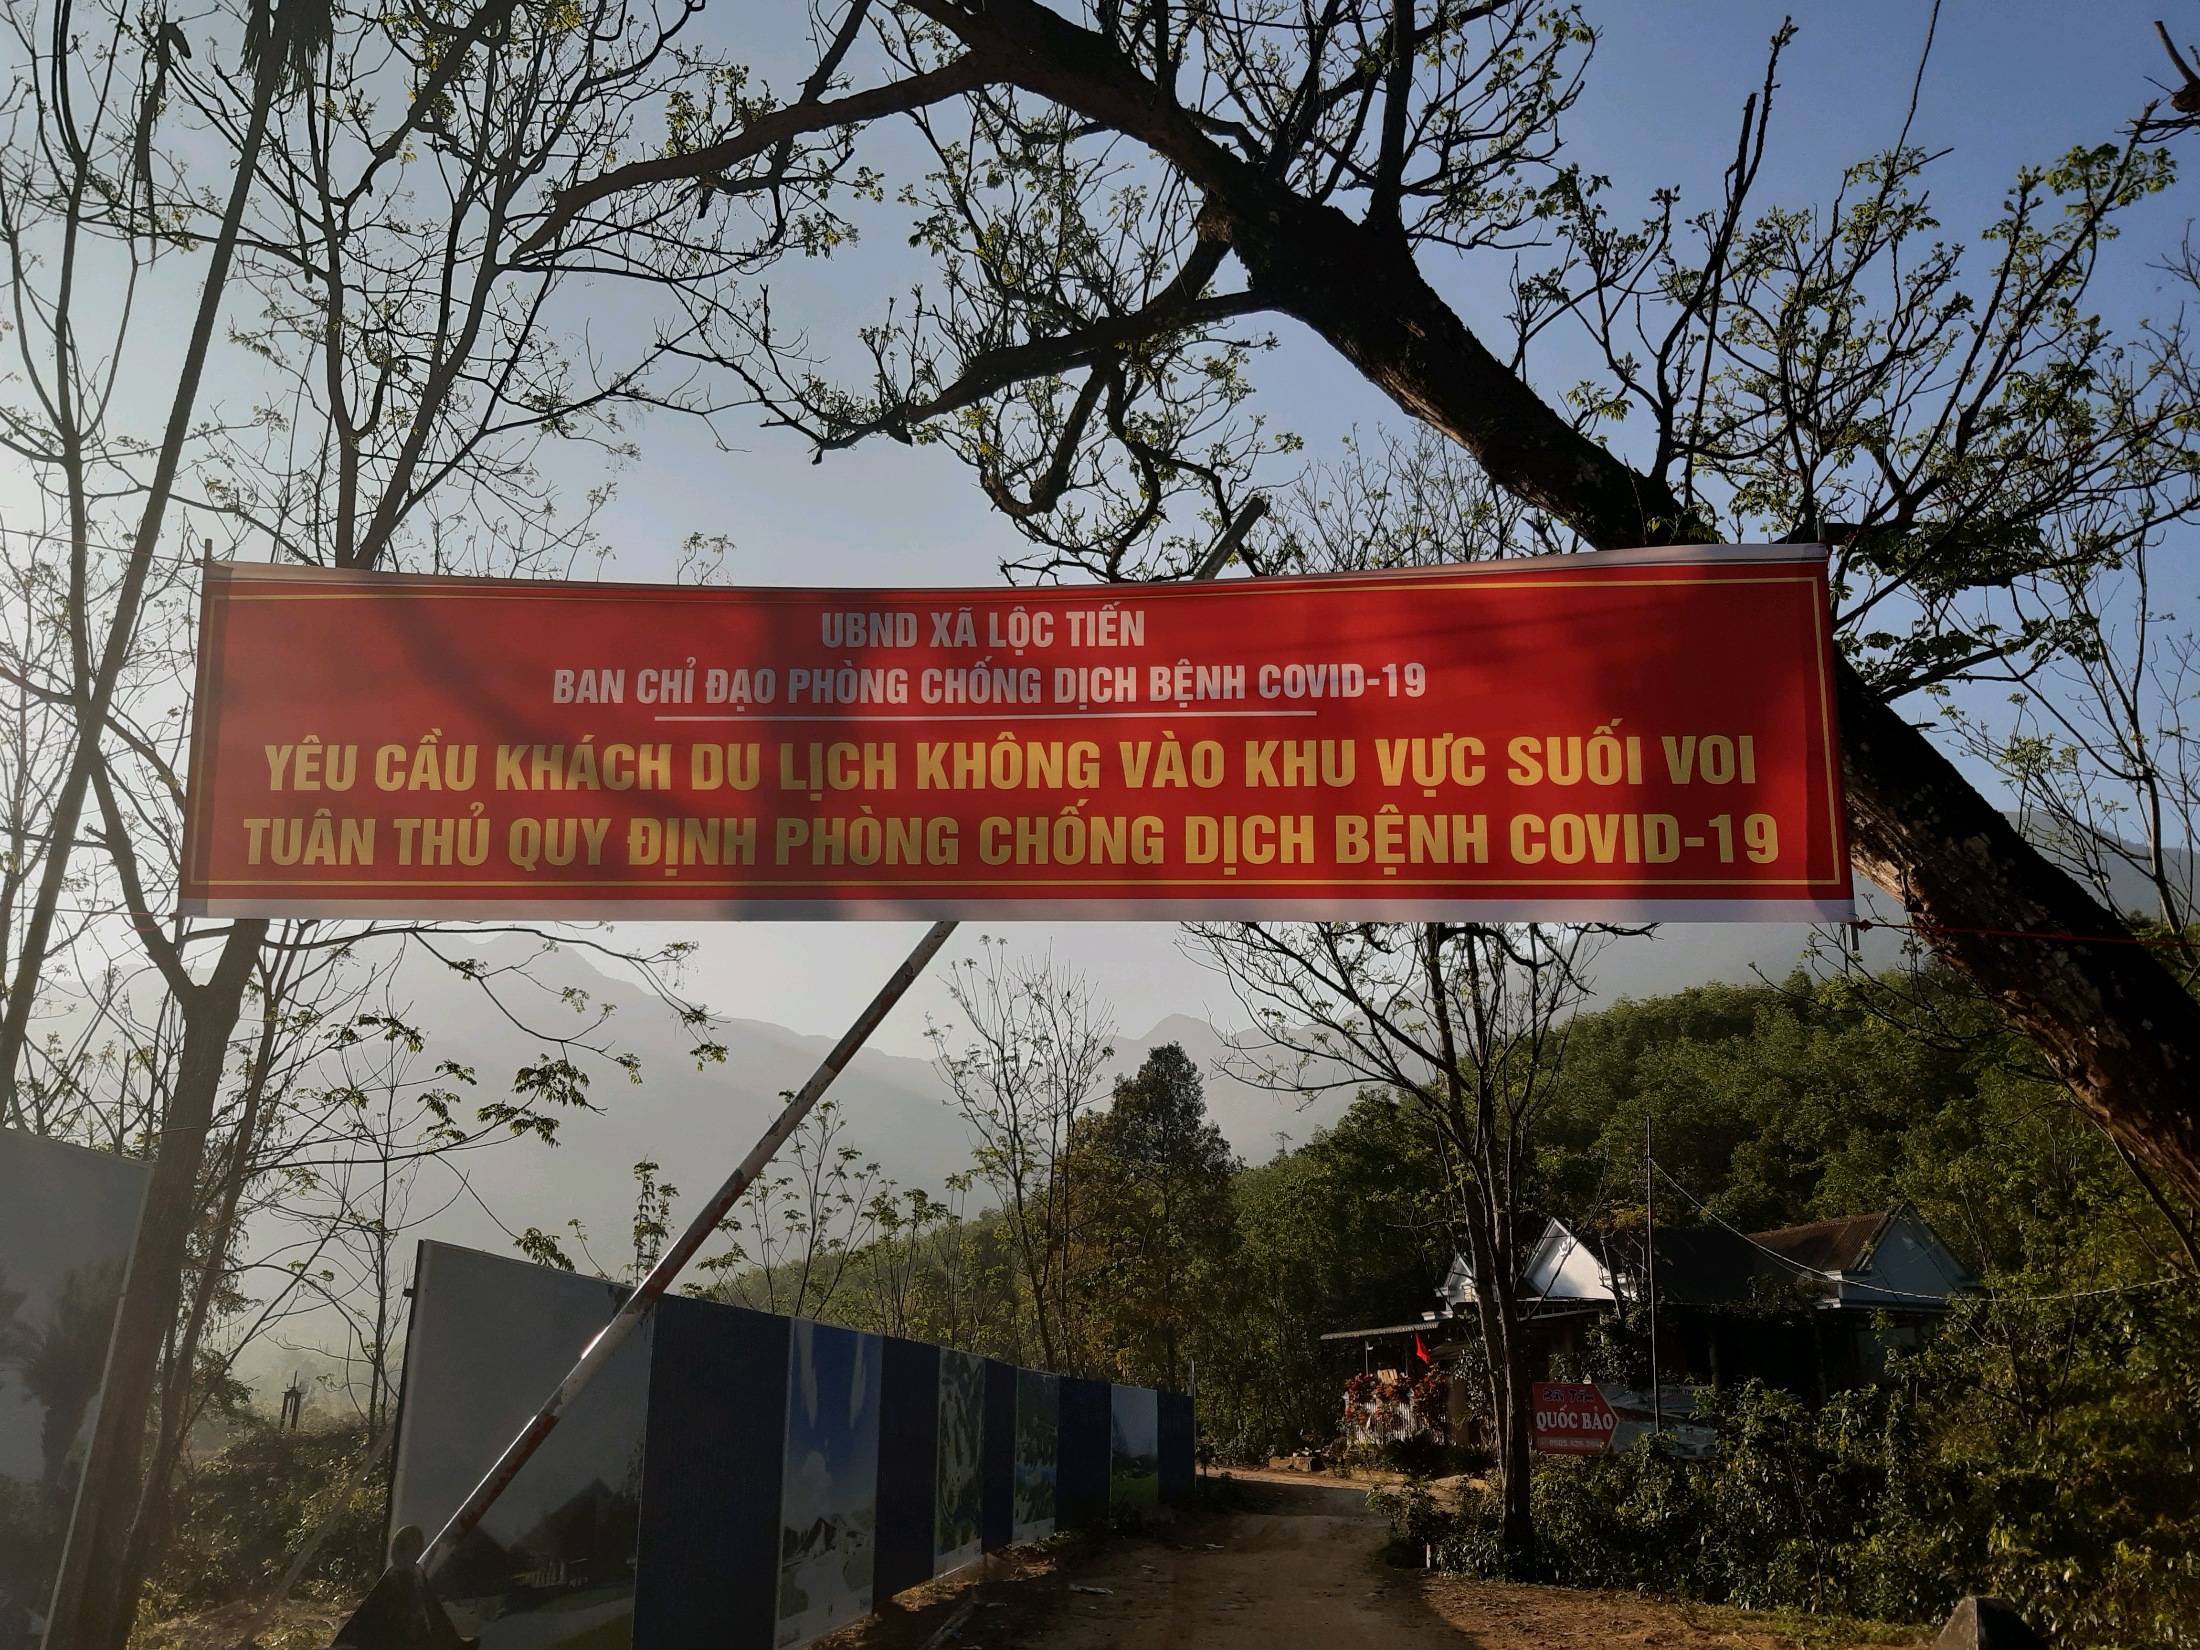 UBND XÃ LỘC TIẾN
BAN CHỈ ĐẠO PHÒNG CHỐNG DỊCH BỆNH COVID-19
YÊU CẦU KHÁCH DU LỊCH KHÔNG VÀO KHU VỰC SUỐI VOI
TUÂN THỦ QUY ĐỊNH PHÒNG CHỐNG DỊCH BỆNH COVID-19
QUỐC BẢO